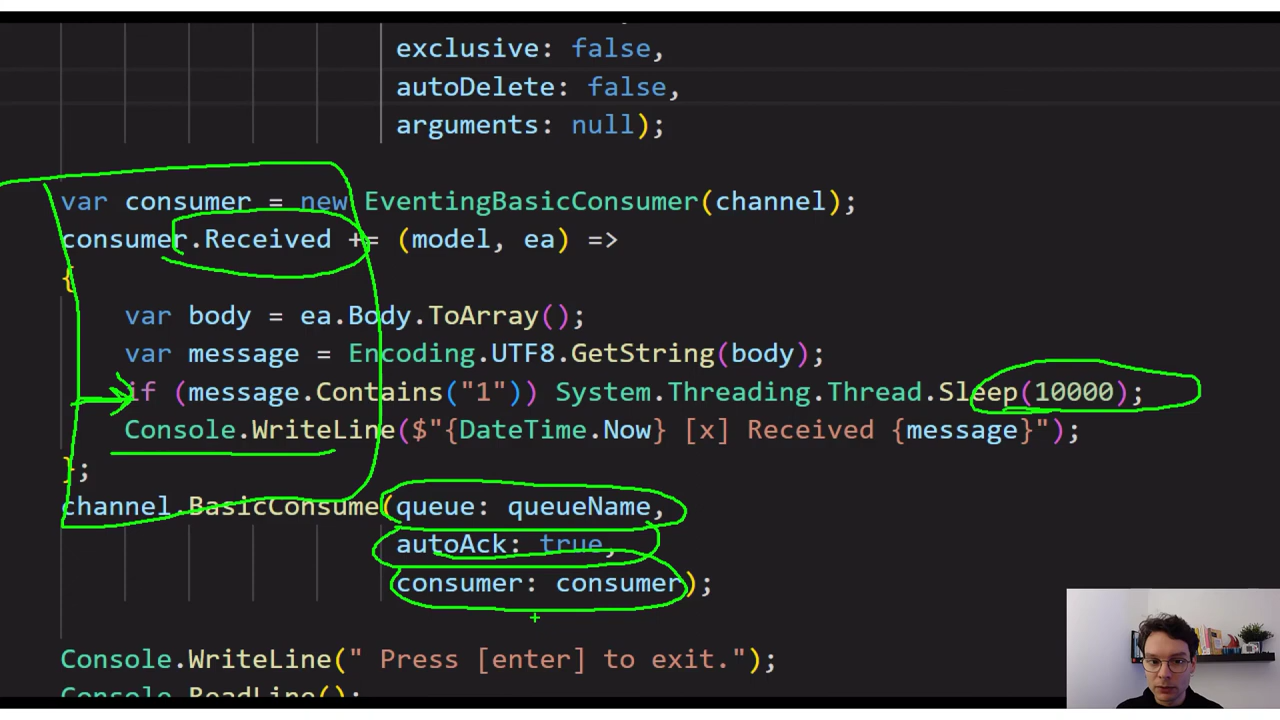 exclusive: false,
autoDelete: false,
arguments: null);
var consumer = new EventingBasicConsumer(channel);
consumer.Received += (model, ea) =>
{
var body = ea.Body.ToArray();
var message = Encoding.UTF8.GetString(body);
if (message.Contains("1")) System.Threading.Thread.Sleep(10000);
Console.WriteLine($"{DateTime.Now} [x] Received {message}");
};
channel.BasicConsume(queue: queueName,
autoAck: true,
consumer: consumer);
Console.WriteLine(" Press [enter] to exit.");
Console.ReadLine();